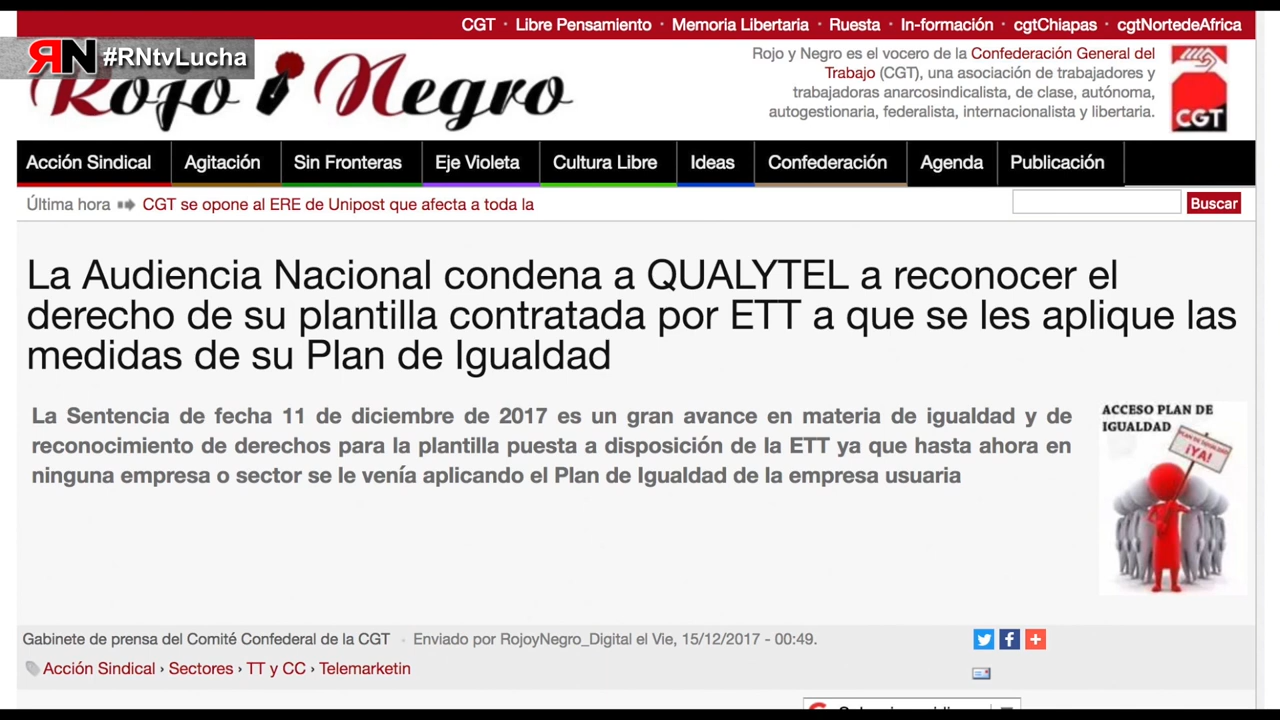 CGT · Libre Pensamiento · Memoria Libertaria · Ruesta · In-formación · cgtChiapas · cgtNortedeAfrica
RN #RNtvLucha
Rojo y Negro
Rojo y Negro es el vocero de la Confederación General del
Trabajo (CGT), una asociación de trabajadores y
trabajadoras anarcosindicalista, de clase, autónoma,
autogestionaria, federalista, internacionalista y libertaria.
CGT
Acción Sindical Agitación Sin Fronteras Eje Violeta Cultura Libre Ideas Confederación Agenda Publicación
Última hora CGT se opone al ERE de Unipost que afecta a toda la
Buscar
La Audiencia Nacional condena a QUALYTEL a reconocer el
derecho de su plantilla contratada por ETT a que se les aplique las
medidas de su Plan de Igualdad
La Sentencia de fecha 11 de diciembre de 2017 es un gran avance en materia de igualdad y de
reconocimiento de derechos para la plantilla puesta a disposición de la ETT ya que hasta ahora en
ninguna empresa o sector se le venía aplicando el Plan de Igualdad de la empresa usuaria
ACCESO PLAN DE
IGUALDAD
PLAN DE IGUALDAD
¡YA!
Gabinete de prensa del Comité Confederal de la CGT · Enviado por RojoyNegro_Digital el Vie, 15/12/2017 - 00:49.
Acción Sindical › Sectores › TT y CC › Telemarketin